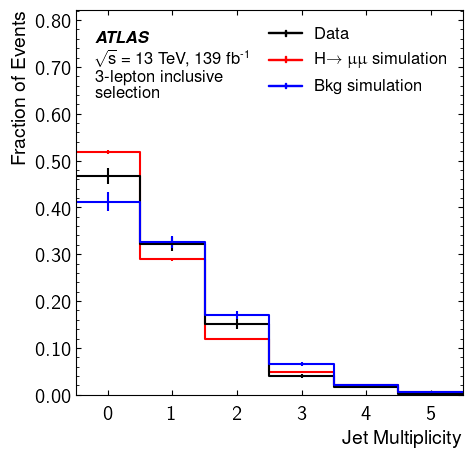 ATLAS
√s = 13 TeV, 139 fb⁻¹
3-lepton inclusive
selection
Data
H→ μμ simulation
Bkg simulation
Fraction of Events
0.80
0.70
0.60
0.50
0.40
0.30
0.20
0.10
0.00
0 1 2 3 4 5
Jet Multiplicity